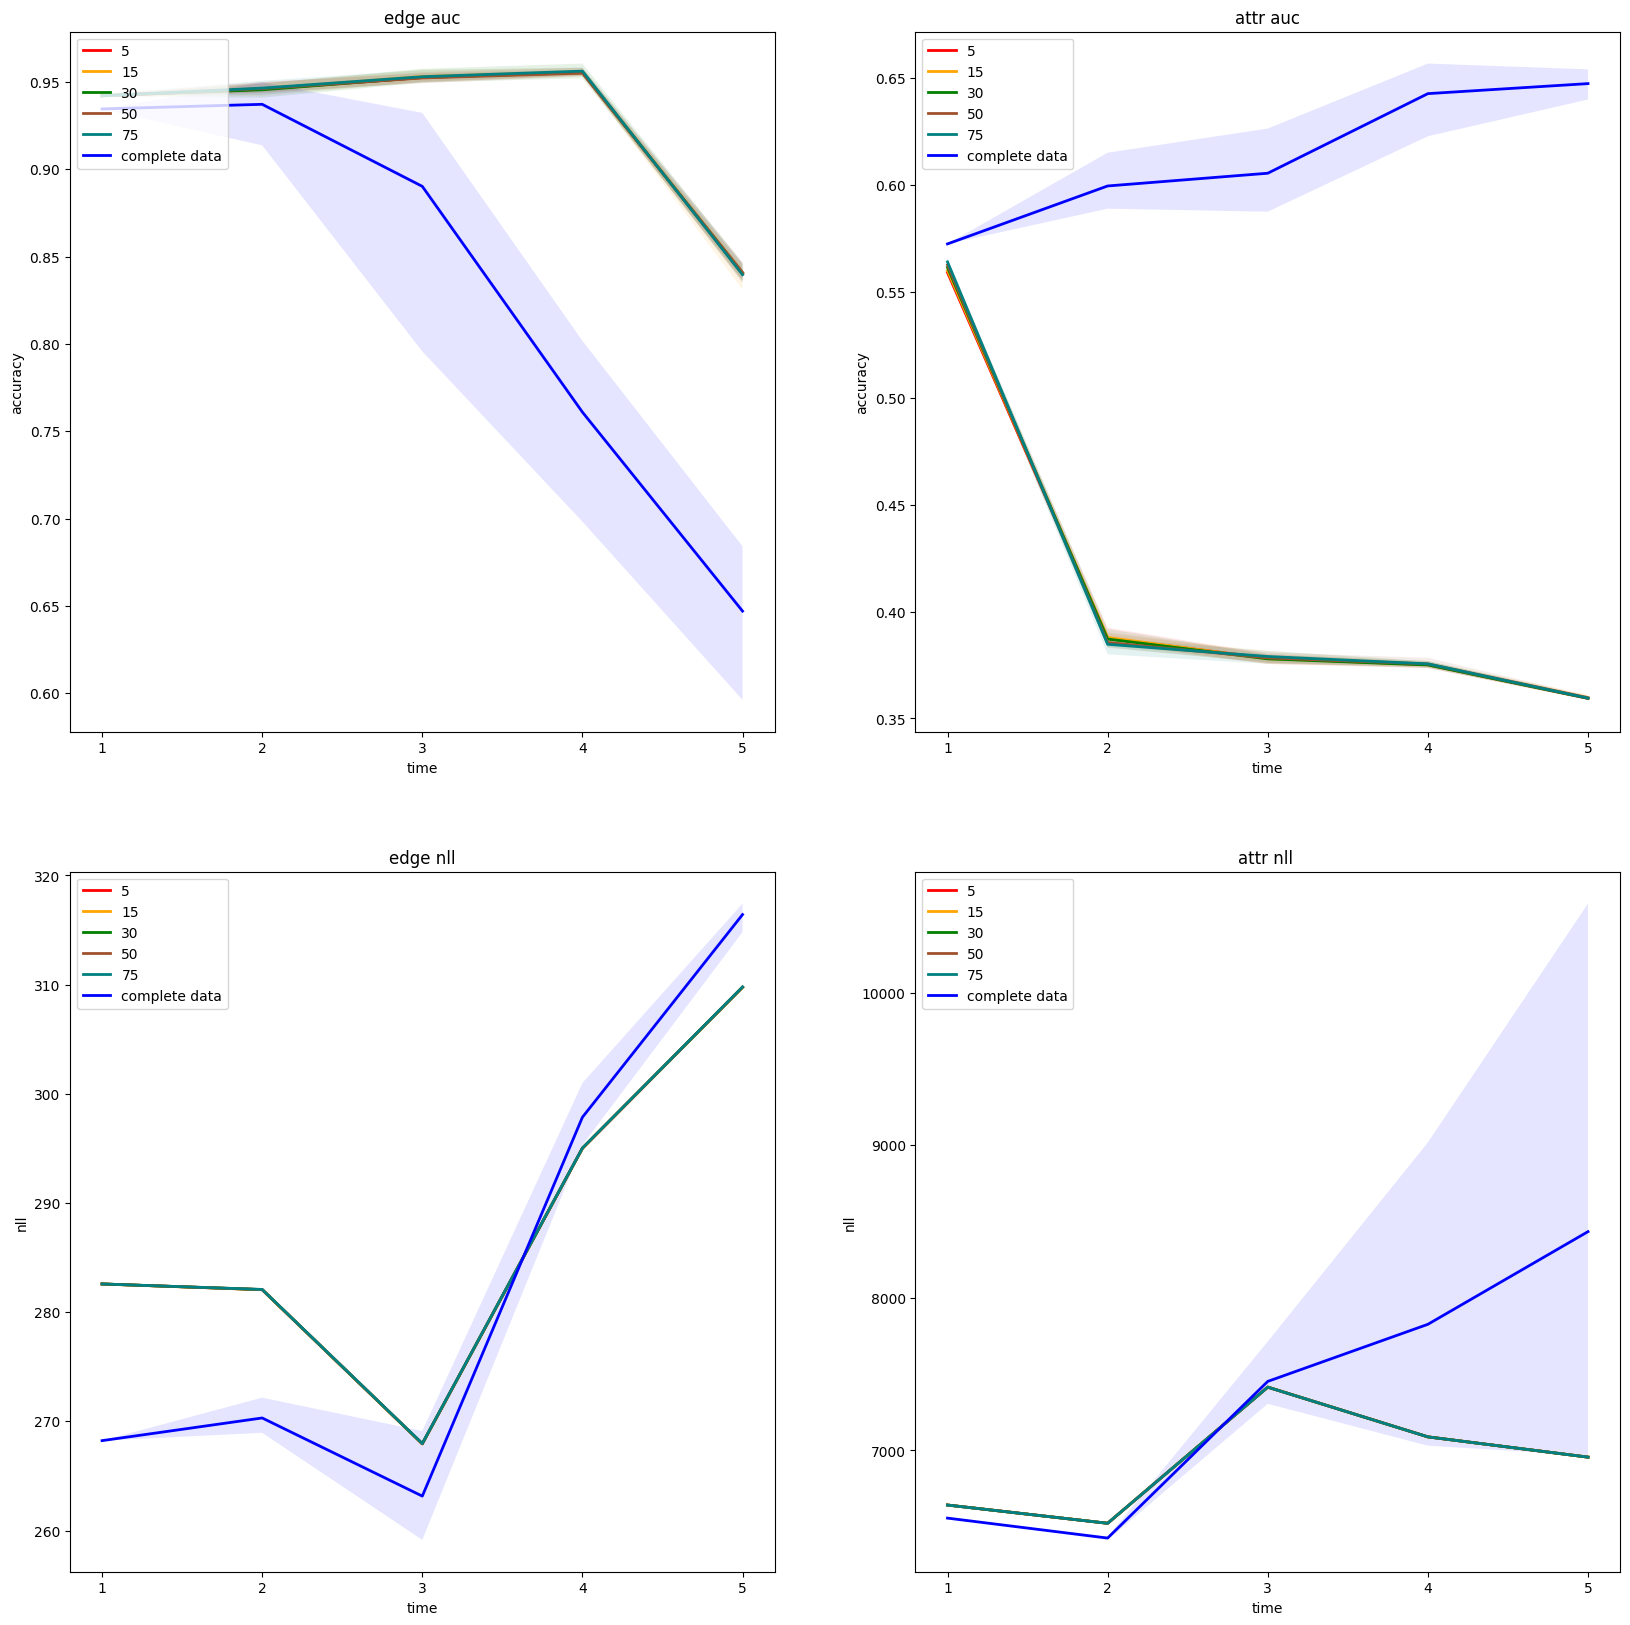 edge auc
5
15
30
50
75
complete data
0.95
0.90
0.85
0.80
0.75
0.70
0.65
0.60
accuracy
1 2 3 4 5
time
attr auc
5
15
30
50
75
complete data
0.65
0.60
0.55
0.50
0.45
0.40
0.35
accuracy
1 2 3 4 5
time
edge nll
5
15
30
50
75
complete data
320
310
300
290
280
270
260
nll
1 2 3 4 5
time
attr nll
5
15
30
50
75
complete data
10000
9000
8000
7000
nll
1 2 3 4 5
time